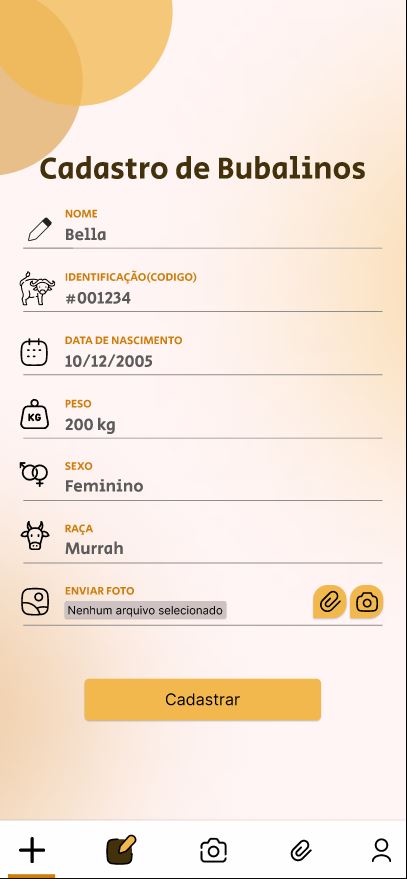 Cadastro de Bubalinos
NOME
Bella
IDENTIFICAÇÃO(CODIGO)
#001234
DATA DE NASCIMENTO
10/12/2005
PESO
KG
200 kg
SEXO
Feminino
RAÇA
Murrah
ENVIAR FOTO
Nenhum arquivo selecionado
Cadastrar